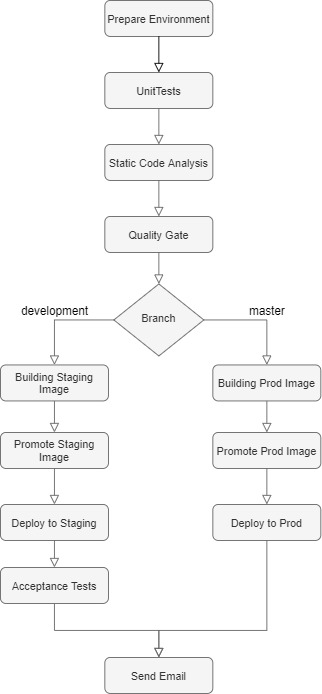 Prepare Environment
UnitTests
Static Code Analysis
Quality Gate
Branch
development
master
Building Staging
Image
Building Prod Image
Promote Staging
Image
Promote Prod Image
Deploy to Staging
Deploy to Prod
Acceptance Tests
Send Email